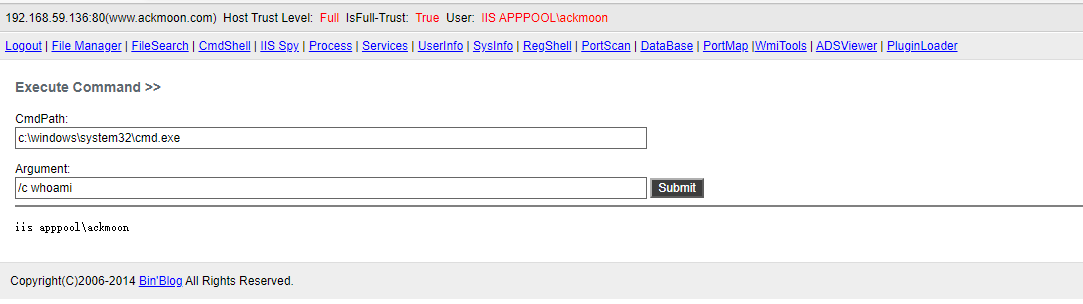 192.168.59.136:80(www.ackmoon.com) Host Trust Level: Full IsFull-Trust: True User: IIS APPPOOL\ackmoon
Logout | File Manager | FileSearch | CmdShell | IIS Spy | Process | Services | UserInfo | SysInfo | RegShell | PortScan | DataBase | PortMap |WmiTools | ADSViewer | PluginLoader
Execute Command >>
CmdPath:
c:\windows\system32\cmd.exe
Argument:
/c whoami Submit
iis apppool\ackmoon
Copyright(C)2006-2014 Bin'Blog All Rights Reserved.